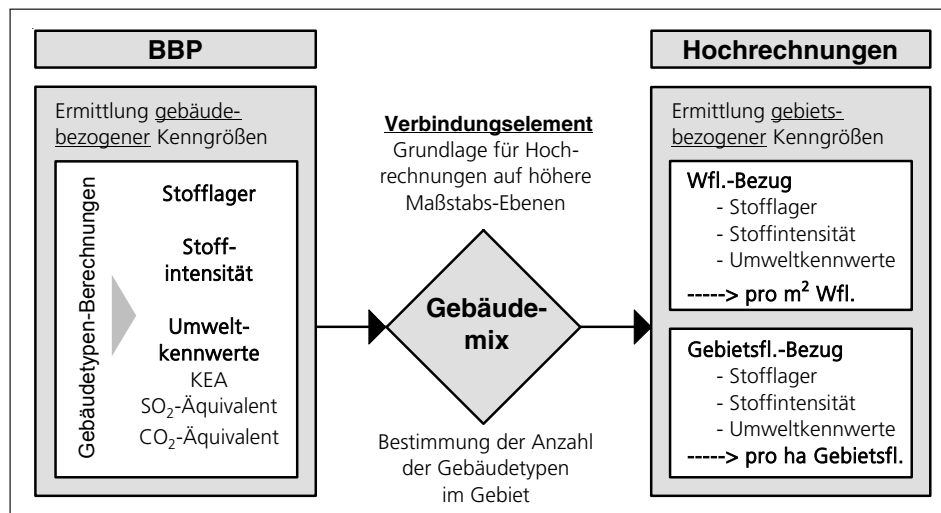 BBP
Ermittlung gebäude-
bezogener Kenngrößen
Gebäudetypen-Berechnungen
Stofflager
Stoff-
intensität
Umwelt-
kennwerte
KEA
SO₂-Äquivalent
CO₂-Äquivalent
Verbindungselement
Grundlage für Hoch-
rechnungen auf höhere
Maßstabs-Ebenen
Gebäude-
mix
Bestimmung der Anzahl
der Gebäudetypen
im Gebiet
Hochrechnungen
Ermittlung gebiets-
bezogener Kenngrößen
Wfl.-Bezug
- Stofflager
- Stoffintensität
- Umweltkennwerte
-----> pro m² Wfl.
Gebietsfl.-Bezug
- Stofflager
- Stoffintensität
- Umweltkennwerte
-----> pro ha Gebietsfl.